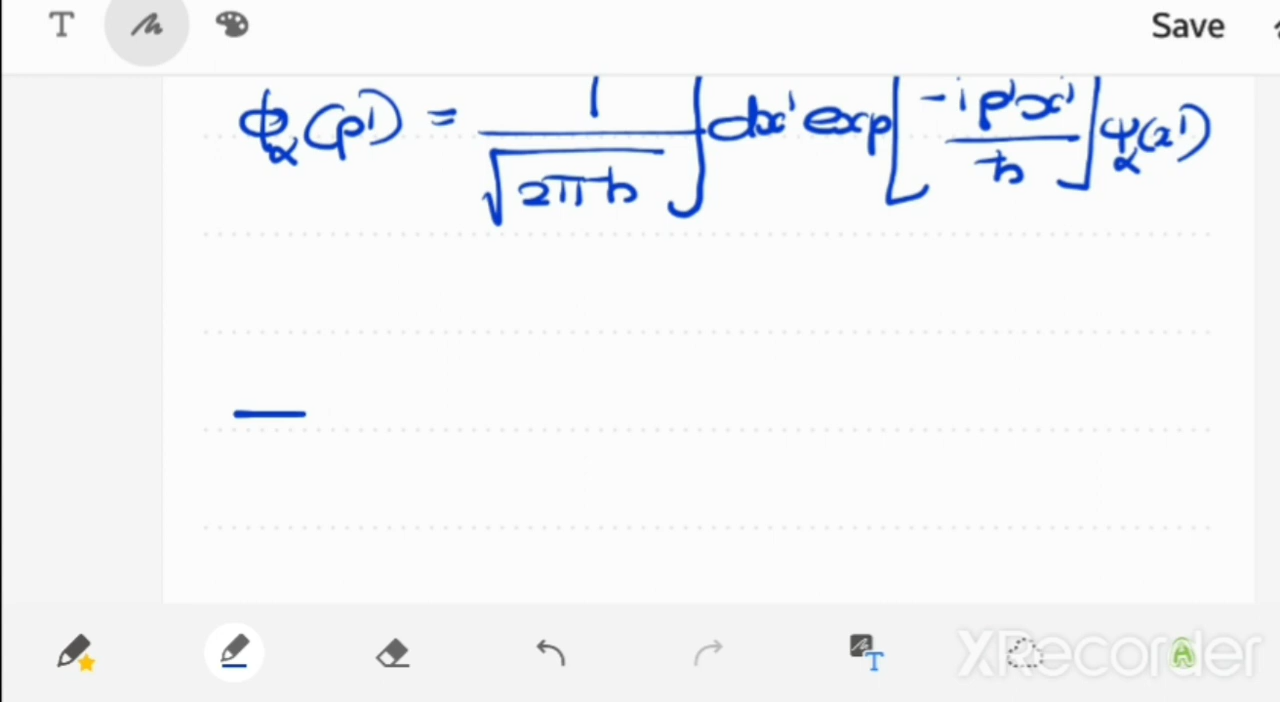 T Save
ϕ_α(p') = 1/√(2πħ) ∫dx' exp[-ip'x'/ħ] ψ_α(x')
T XRecorder